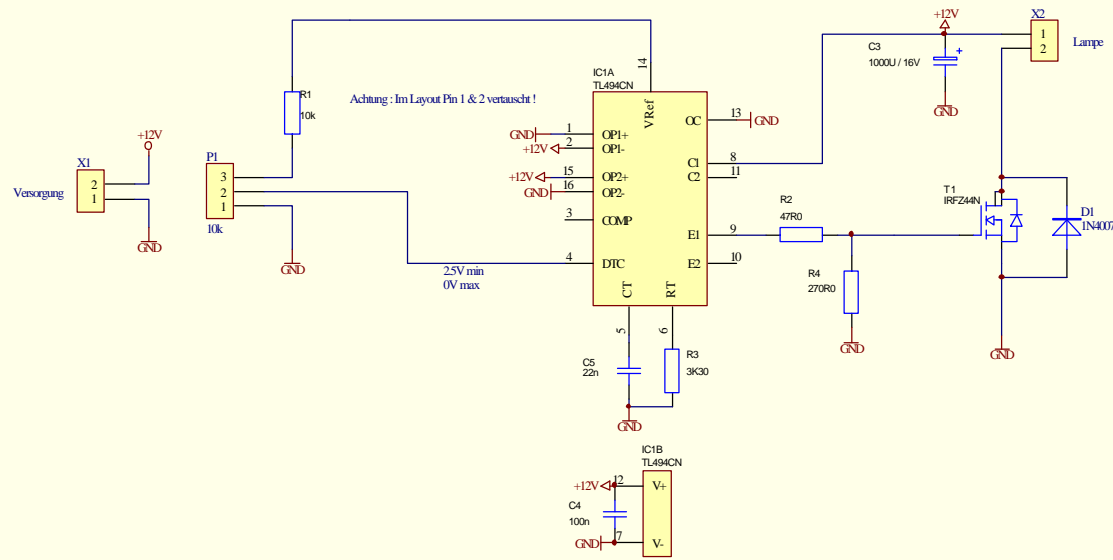 +12V
X2
C3
1000U / 16V
+
1
2
Lampe
GND
IC1A
TL494CN
14
VRef
R1
10k
Achtung : Im Layout Pin 1 & 2 vertauscht !
GND
1
OP1+
+12V
2
OP1-
+12V
15
OP2+
GND
16
OP2-
3
COMP
4
DTC
OC
13
GND
C1
8
C2
11
E1
9
E2
10
CT
RT
5
6
+12V
X1
Versorgung
2
1
GND
P1
3
2
1
10k
GND
2.5V min
0V max
R2
47R0
R4
270R0
GND
T1
IRFZ44N
D1
1N4007
GND
C5
22n
R3
3K30
GND
IC1B
TL494CN
+12V
12
V+
C4
100n
GND
7
V-